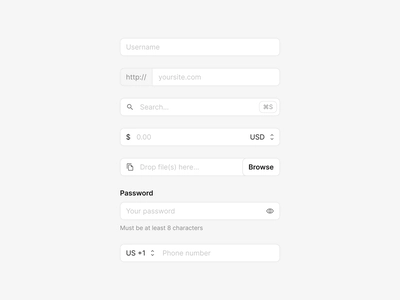 Username
http:// yoursite.com
Search... ⌘S
$ 0.00 USD
Drop file(s) here... Browse
Password
Your password
Must be at least 8 characters
US +1 Phone number